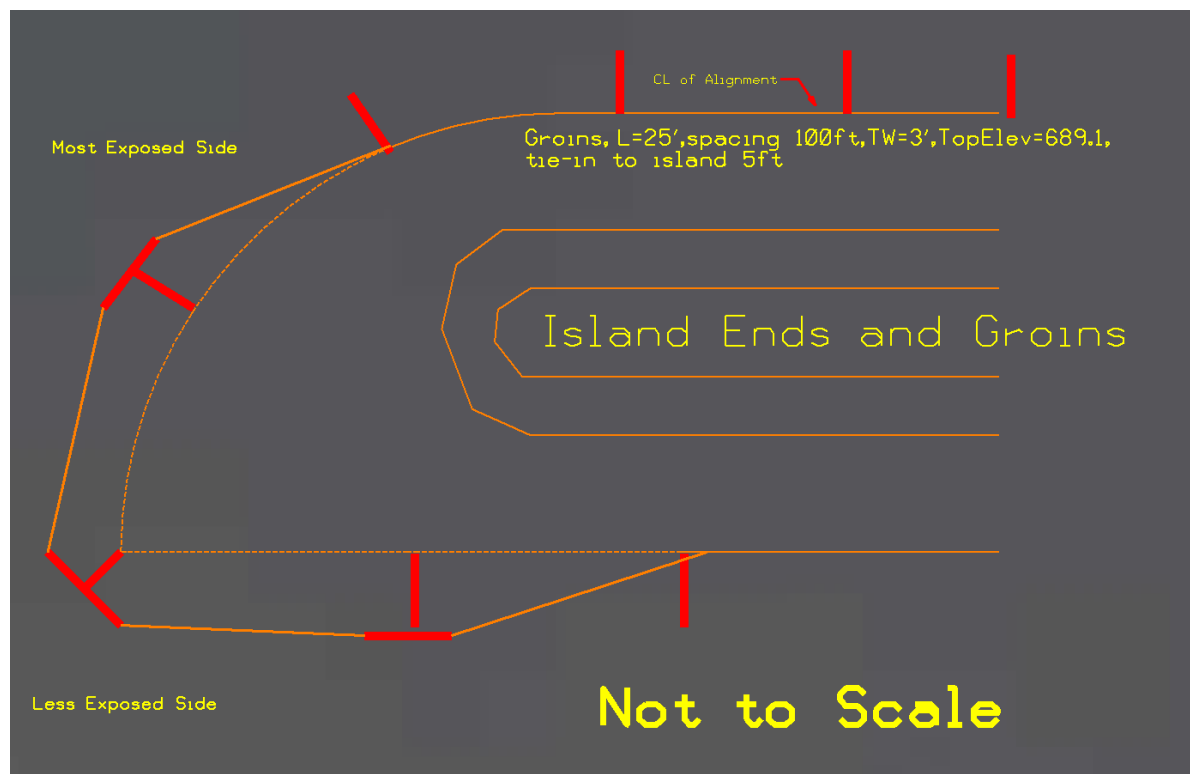 CL of Alignment
Groins, L=25',spacing 100ft,TW=3',TopElev=689.1,
tie-in to island 5ft
Most Exposed Side
Island Ends and Groins
Less Exposed Side
Not to Scale